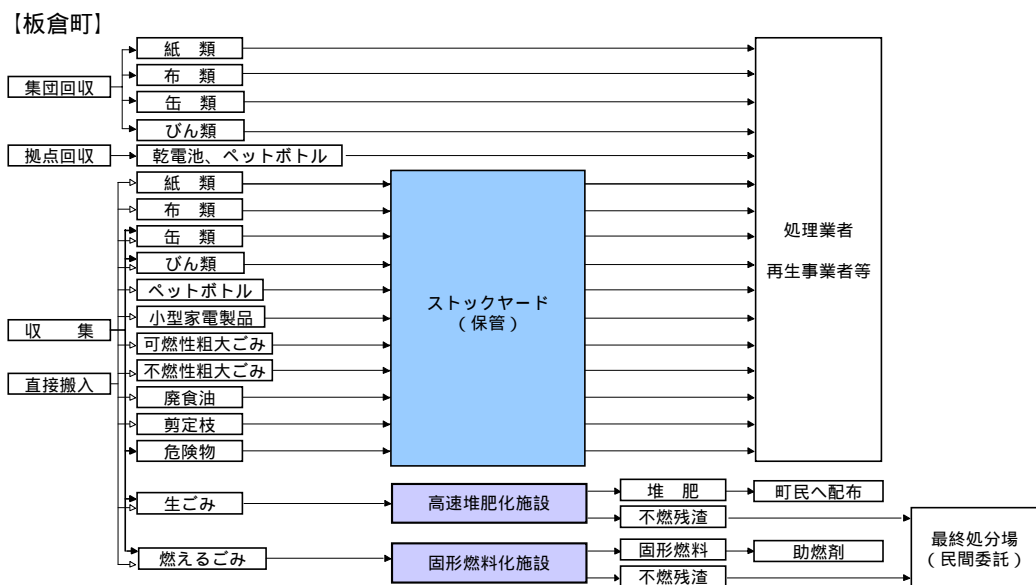 【板倉町】
集団回収
紙　類
布　類
缶　類
びん類
拠点回収
乾電池、ペットボトル
紙　類
布　類
缶　類
びん類
ペットボトル
小型家電製品
可燃性粗大ごみ
不燃性粗大ごみ
廃食油
剪定枝
危険物
収　　集
直接搬入
ストックヤード
（保管）
処理業者
再生事業者等
生ごみ
高速堆肥化施設
堆　肥
町民へ配布
不燃残渣
燃えるごみ
固形燃料化施設
固形燃料
助燃剤
不燃残渣
最終処分場
（民間委託）